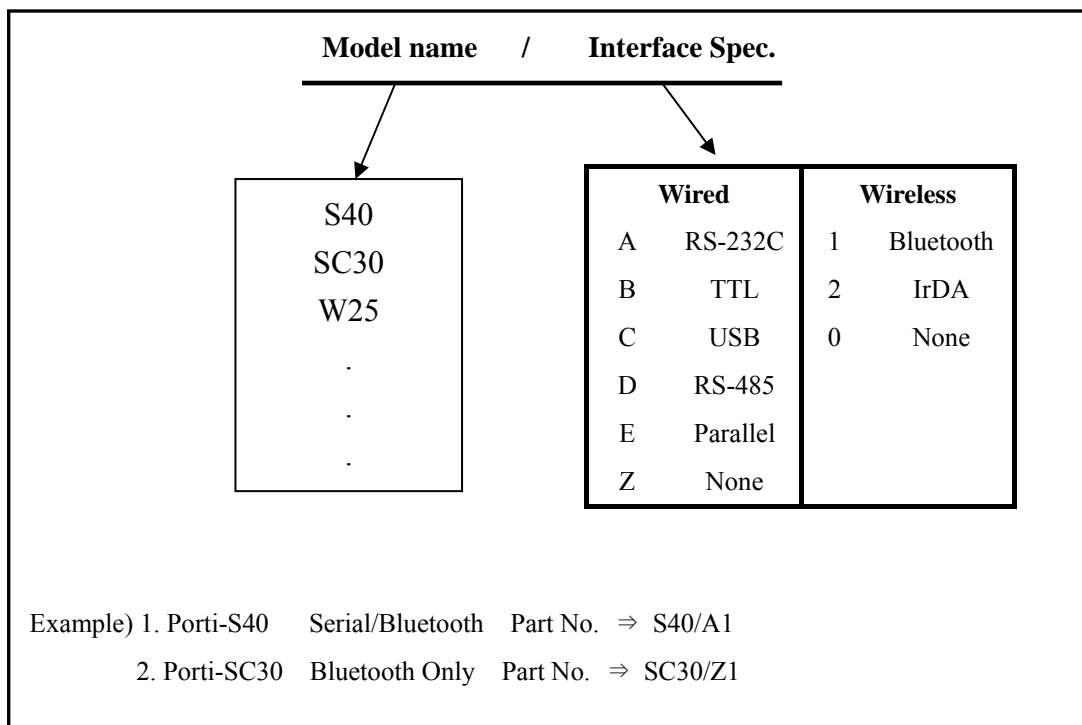 Model name / Interface Spec.
S40
SC30
W25
.
.
.
Wired Wireless
A RS-232C 1 Bluetooth
B TTL 2 IrDA
C USB 0 None
D RS-485
E Parallel
Z None
Example) 1. Porti-S40 Serial/Bluetooth Part No. ⇒ S40/A1
2. Porti-SC30 Bluetooth Only Part No. ⇒ SC30/Z1